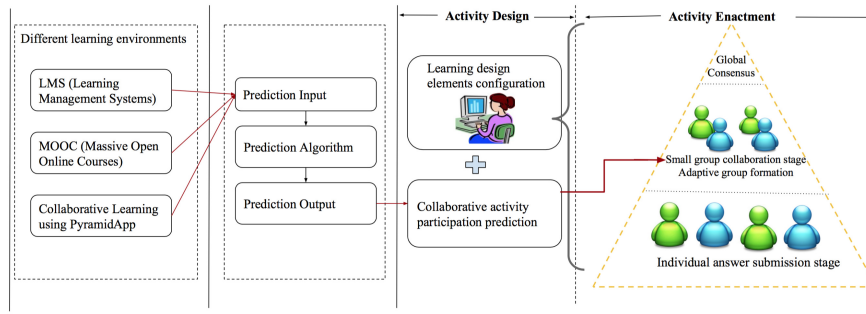 Different learning environments
LMS (Learning
Management Systems)
MOOC (Massive Open
Online Courses)
Collaborative Learning
using PyramidApp
Prediction Input
Prediction Algorithm
Prediction Output
Activity Design
Learning design
elements configuration
Collaborative activity
participation prediction
Activity Enactment
Global
Consensus
Small group collaboration stage
Adaptive group formation
Individual answer submission stage